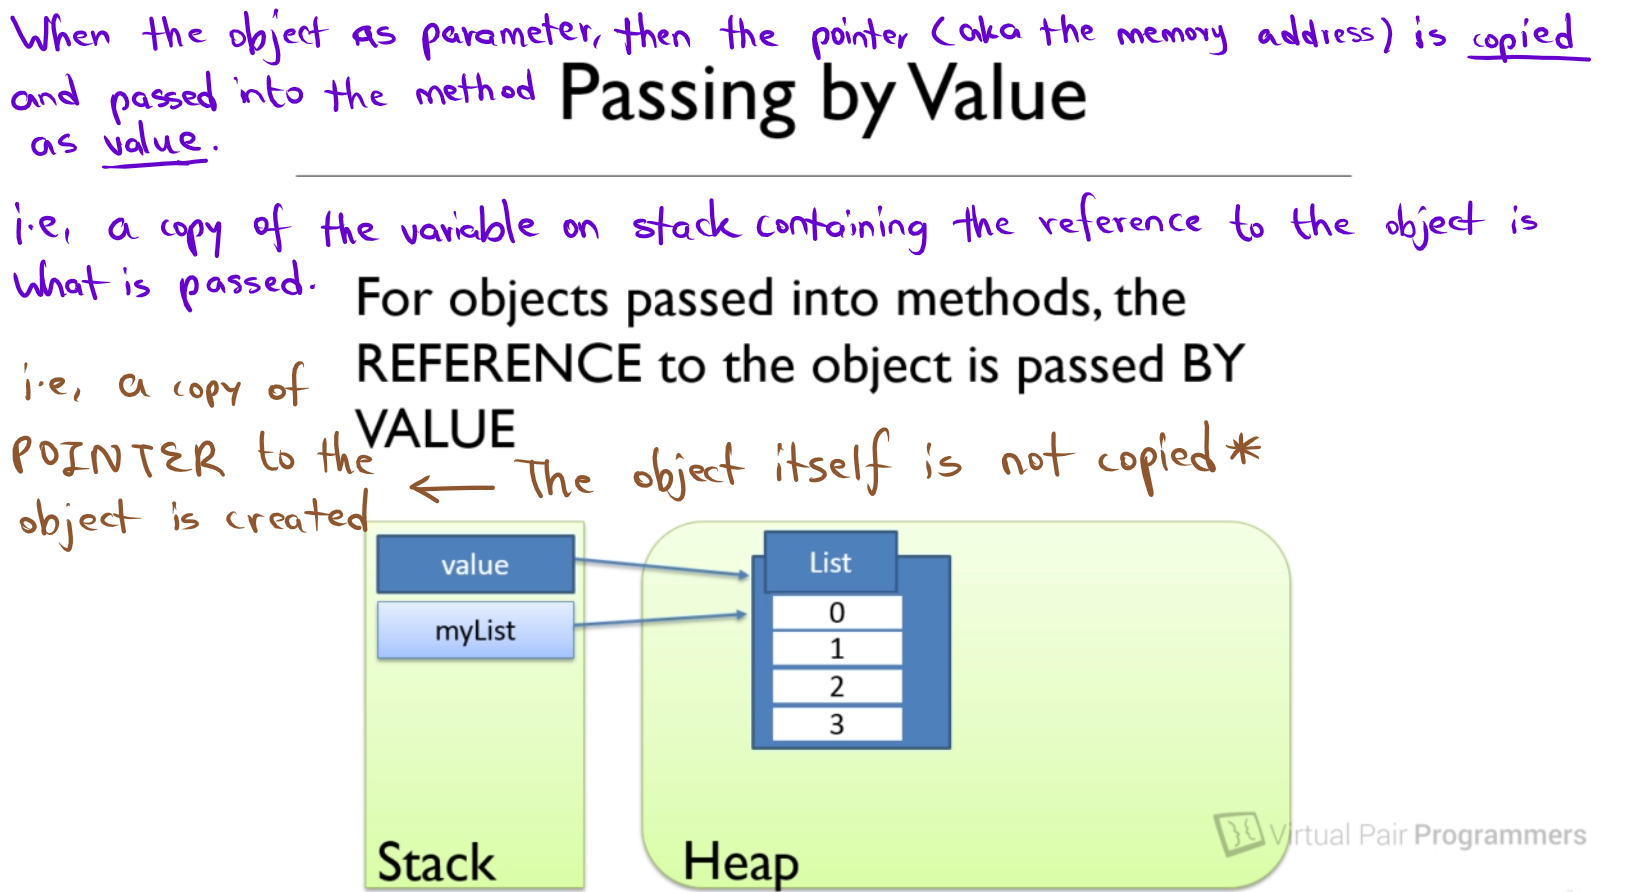 When the object as parameter, then the pointer (aka the memory address) is copied
and passed into the method
as value.
Passing by Value
i.e, a copy of the variable on stack containing the reference to the object is
what is passed.
For objects passed into methods, the
REFERENCE to the object is passed BY
VALUE
i.e, a copy of
POINTER to the
object is created
← The object itself is not copied *
value
myList
List
0
1
2
3
Stack
Heap
Virtual Pair Programmers